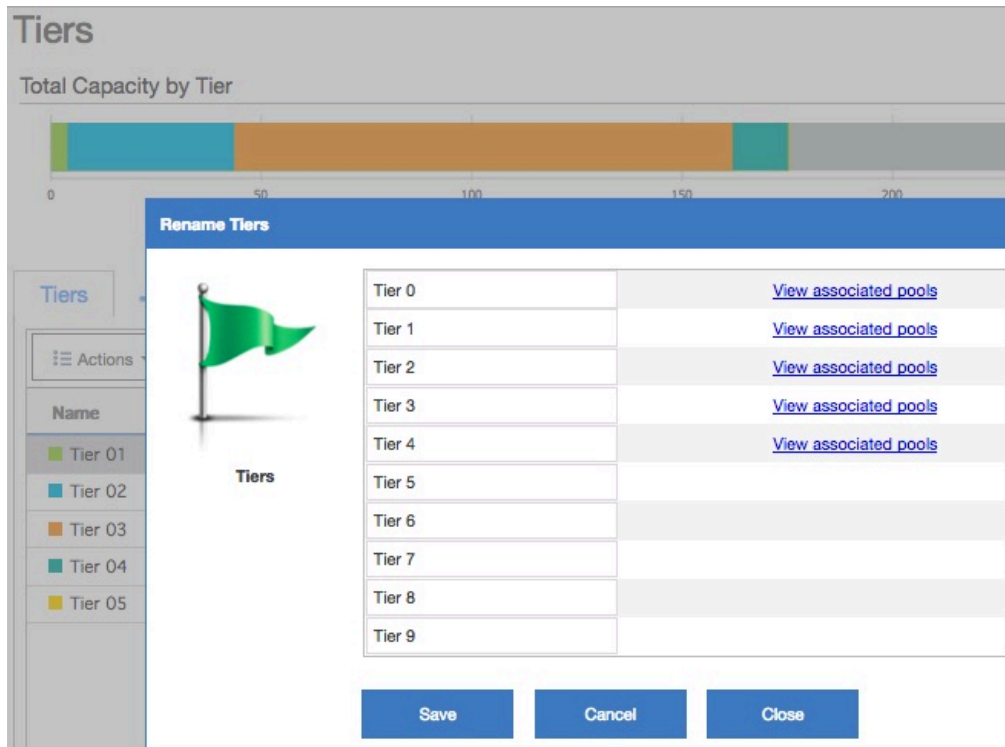 Tiers
Total Capacity by Tier
0 50 100 150 200
Rename Tiers
Tiers
Actions
Name
Tier 01
Tier 02
Tier 03
Tier 04
Tier 05
Tiers
Tier 0 View associated pools
Tier 1 View associated pools
Tier 2 View associated pools
Tier 3 View associated pools
Tier 4 View associated pools
Tier 5
Tier 6
Tier 7
Tier 8
Tier 9
Save Cancel Close